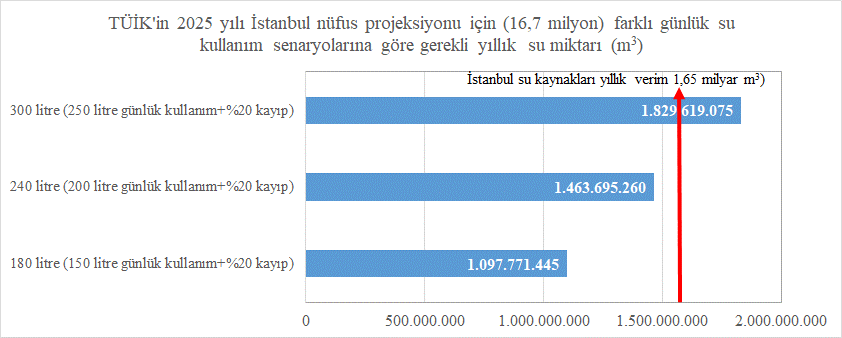 TÜİK'in 2025 yılı İstanbul nüfus projeksiyonu için (16,7 milyon) farklı günlük su
kullanım senaryolarına göre gerekli yıllık su miktarı (m³)
İstanbul su kaynakları yıllık verim 1,65 milyar m³)
300 litre (250 litre günlük kullanım+%20 kayıp)
1.829.619.075
240 litre (200 litre günlük kullanım+%20 kayıp)
1.463.695.260
180 litre (150 litre günlük kullanım+%20 kayıp)
1.097.771.445
0
500.000.000
1.000.000.000
1.500.000.000
2.000.000.000